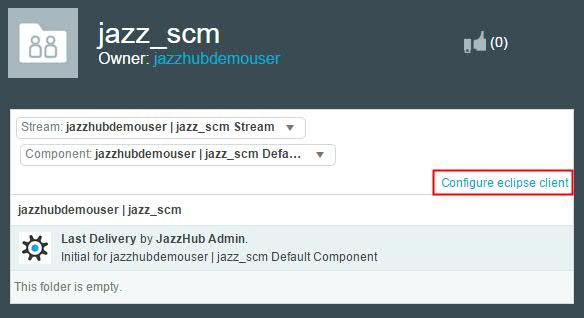 jazz_scm
Owner: jazzhubdemouser
(0)
Stream: jazzhubdemouser | jazz_scm Stream
Component: jazzhubdemouser | jazz_scm Defa...
Configure eclipse client
jazzhubdemouser | jazz_scm
Last Delivery by JazzHub Admin.
Initial for jazzhubdemouser | jazz_scm Default Component
This folder is empty.